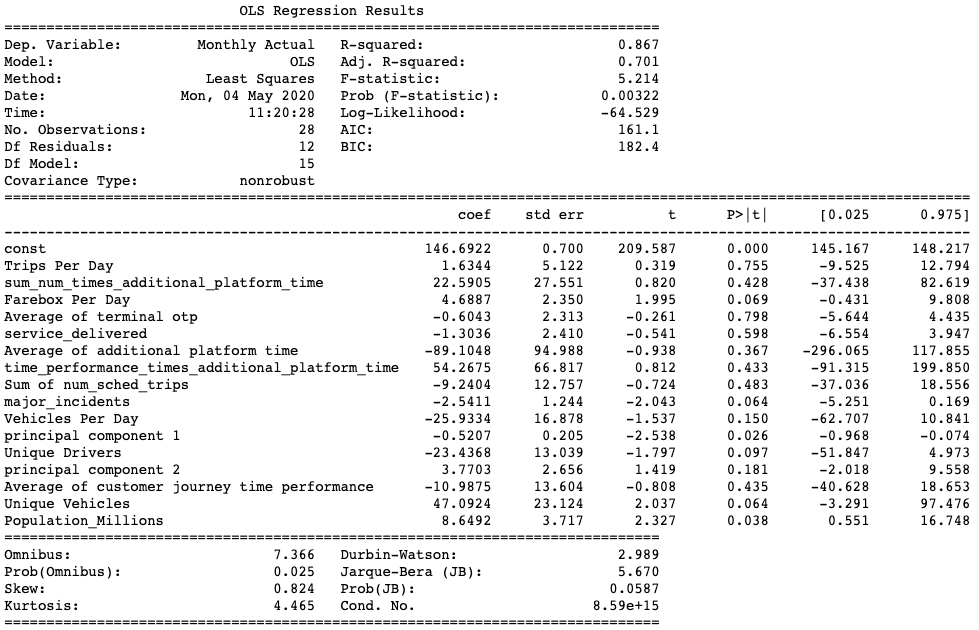 OLS Regression Results
==============================================================================
Dep. Variable: Monthly Actual R-squared: 0.867
Model: OLS Adj. R-squared: 0.701
Method: Least Squares F-statistic: 5.214
Date: Mon, 04 May 2020 Prob (F-statistic): 0.00322
Time: 11:20:28 Log-Likelihood: -64.529
No. Observations: 28 AIC: 161.1
Df Residuals: 12 BIC: 182.4
Df Model: 15
Covariance Type: nonrobust
==============================================================================
coef std err t P>|t| [0.025 0.975]
------------------------------------------------------------------------------
const 146.6922 0.700 209.587 0.000 145.167 148.217
Trips Per Day 1.6344 5.122 0.319 0.755 -9.525 12.794
sum_num_times_additional_platform_time 22.5905 27.551 0.820 0.428 -37.438 82.619
Farebox Per Day 4.6887 2.350 1.995 0.069 -0.431 9.808
Average of terminal otp -0.6043 2.313 -0.261 0.798 -5.644 4.435
service_delivered -1.3036 2.410 -0.541 0.598 -6.554 3.947
Average of additional platform time -89.1048 94.988 -0.938 0.367 -296.065 117.855
time_performance_times_additional_platform_time 54.2675 66.817 0.812 0.433 -91.315 199.850
Sum of num_sched_trips -9.2404 12.757 -0.724 0.483 -37.036 18.556
major_incidents -2.5411 1.244 -2.043 0.064 -5.251 0.169
Vehicles Per Day -25.9334 16.878 -1.537 0.150 -62.707 10.841
principal component 1 -0.5207 0.205 -2.538 0.026 -0.968 -0.074
Unique Drivers -23.4368 13.039 -1.797 0.097 -51.847 4.973
principal component 2 3.7703 2.656 1.419 0.181 -2.018 9.558
Average of customer journey time performance -10.9875 13.604 -0.808 0.435 -40.628 18.653
Unique Vehicles 47.0924 23.124 2.037 0.064 -3.291 97.476
Population_Millions 8.6492 3.717 2.327 0.038 0.551 16.748
==============================================================================
Omnibus: 7.366 Durbin-Watson: 2.989
Prob(Omnibus): 0.025 Jarque-Bera (JB): 5.670
Skew: 0.824 Prob(JB): 0.0587
Kurtosis: 4.465 Cond. No. 8.59e+15
==============================================================================